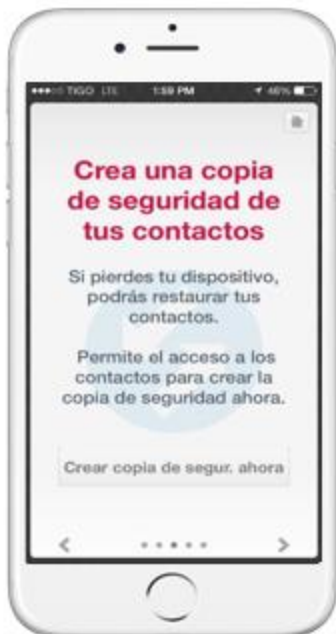 TIGO LTE 1:59 PM 46%
Crea una copia
de seguridad de
tus contactos
Si pierdes tu dispositivo,
podrás restaurar tus
contactos.
Permite el acceso a los
contactos para crear la
copia de seguridad ahora.
Crear copia de segur. ahora